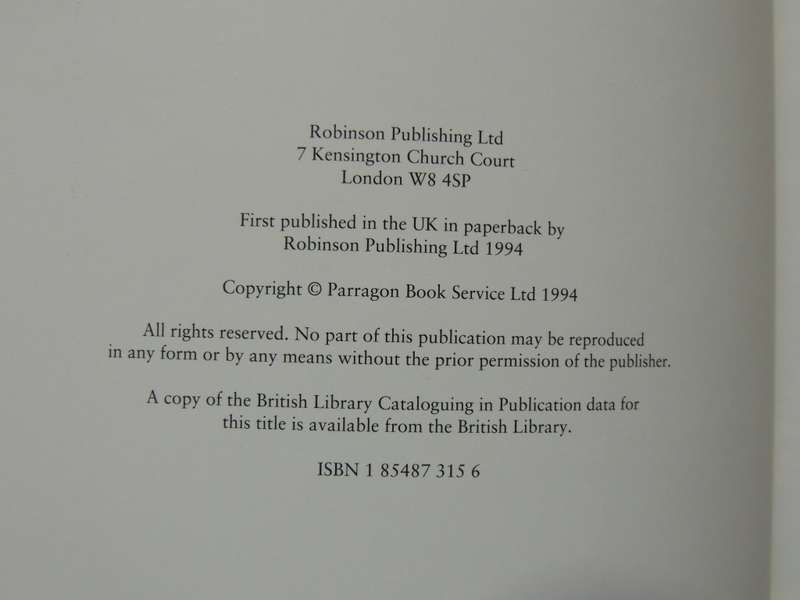 Robinson Publishing Ltd
7 Kensington Church Court
London W8 4SP
First published in the UK in paperback by
Robinson Publishing Ltd 1994
Copyright © Parragon Book Service Ltd 1994
All rights reserved. No part of this publication may be reproduced
in any form or by any means without the prior permission of the publisher.
A copy of the British Library Cataloguing in Publication data for
this title is available from the British Library.
ISBN 1 85487 315 6